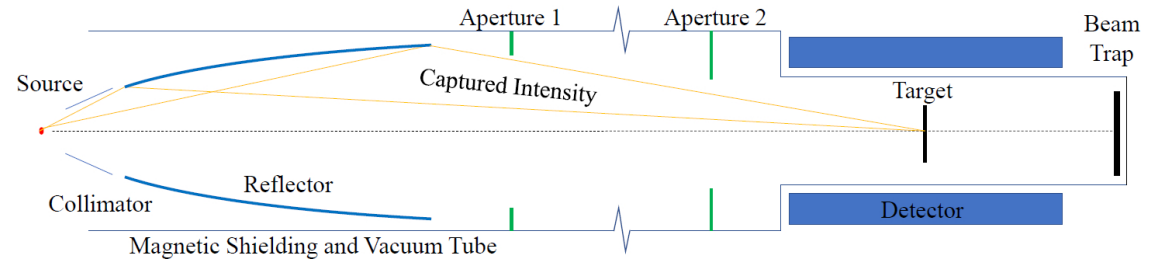 Aperture 1
Aperture 2
Beam
Trap
Source
Captured Intensity
Target
Reflector
Collimator
Detector
Magnetic Shielding and Vacuum Tube